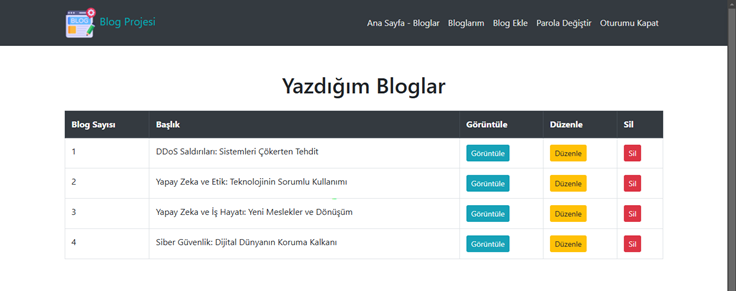 BLOG Blog Projesi Ana Sayfa - Bloglar Bloglarım Blog Ekle Parola Değiştir Oturumu Kapat
Yazdığım Bloglar
Blog Sayısı Başlık Görüntüle Düzenle Sil
1 DDoS Saldırıları: Sistemleri Çökerten Tehdit Görüntüle Düzenle Sil
2 Yapay Zeka ve Etik: Teknolojinin Sorumlu Kullanımı Görüntüle Düzenle Sil
3 Yapay Zeka ve İş Hayatı: Yeni Meslekler ve Dönüşüm Görüntüle Düzenle Sil
4 Siber Güvenlik: Dijital Dünyanın Koruma Kalkanı Görüntüle Düzenle Sil